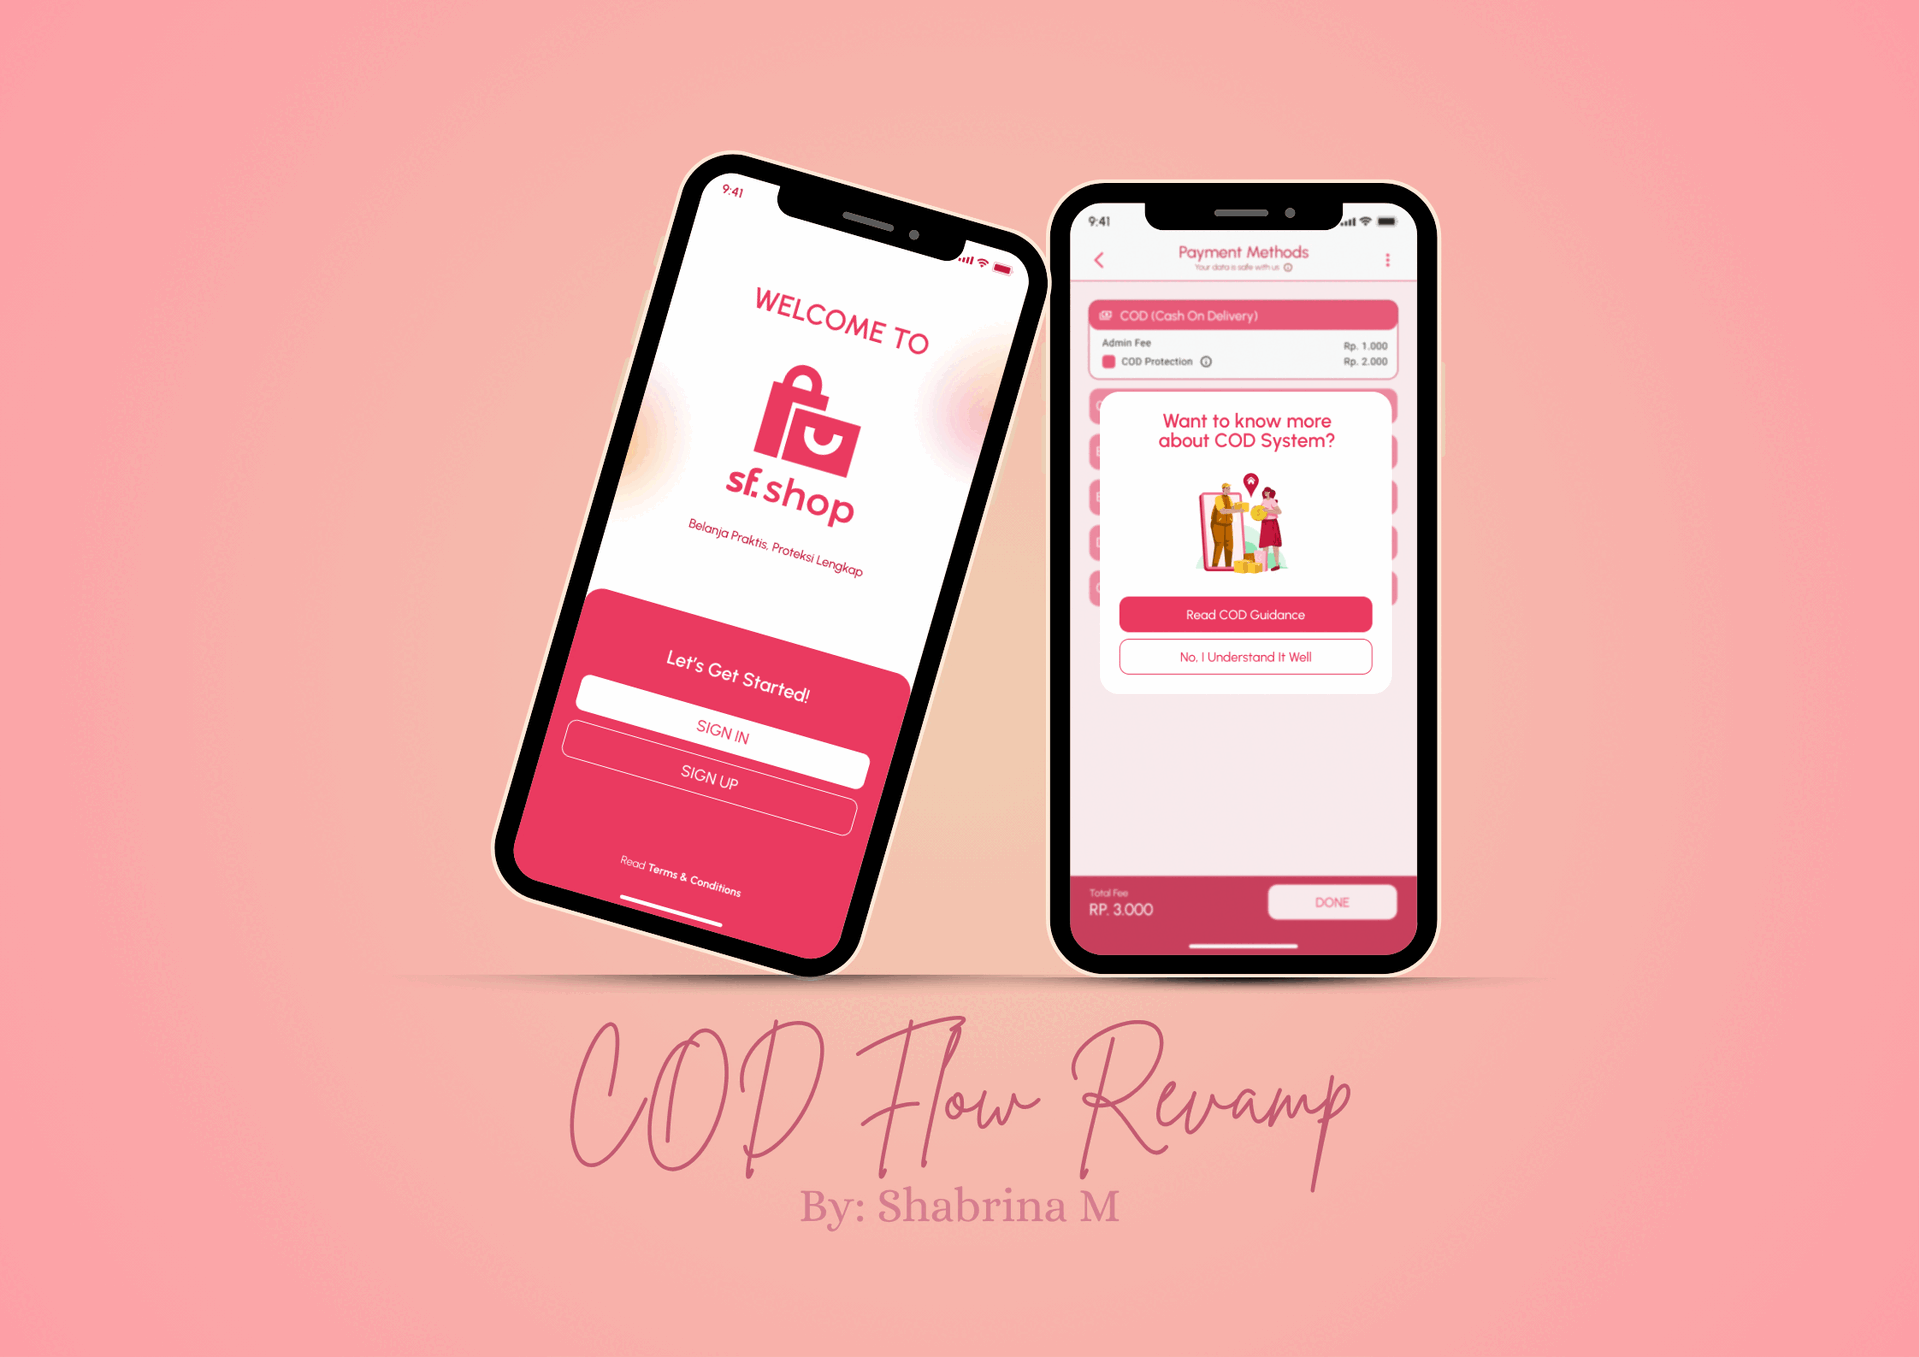 9:41
WELCOME TO
sf.shop
Belanja Praktis, Proteksi Lengkap
Let's Get Started!
SIGN IN
SIGN UP
Read Terms & Conditions
9:41
Payment Methods
Your data is safe with us
COD (Cash On Delivery)
Admin Fee Rp. 1.000
COD Protection Rp. 2.000
Want to know more
about COD System?
Read COD Guidance
No, I Understand It Well
Total Fee
RP. 3.000
DONE
COD Flow Revamp
By: Shabrina M